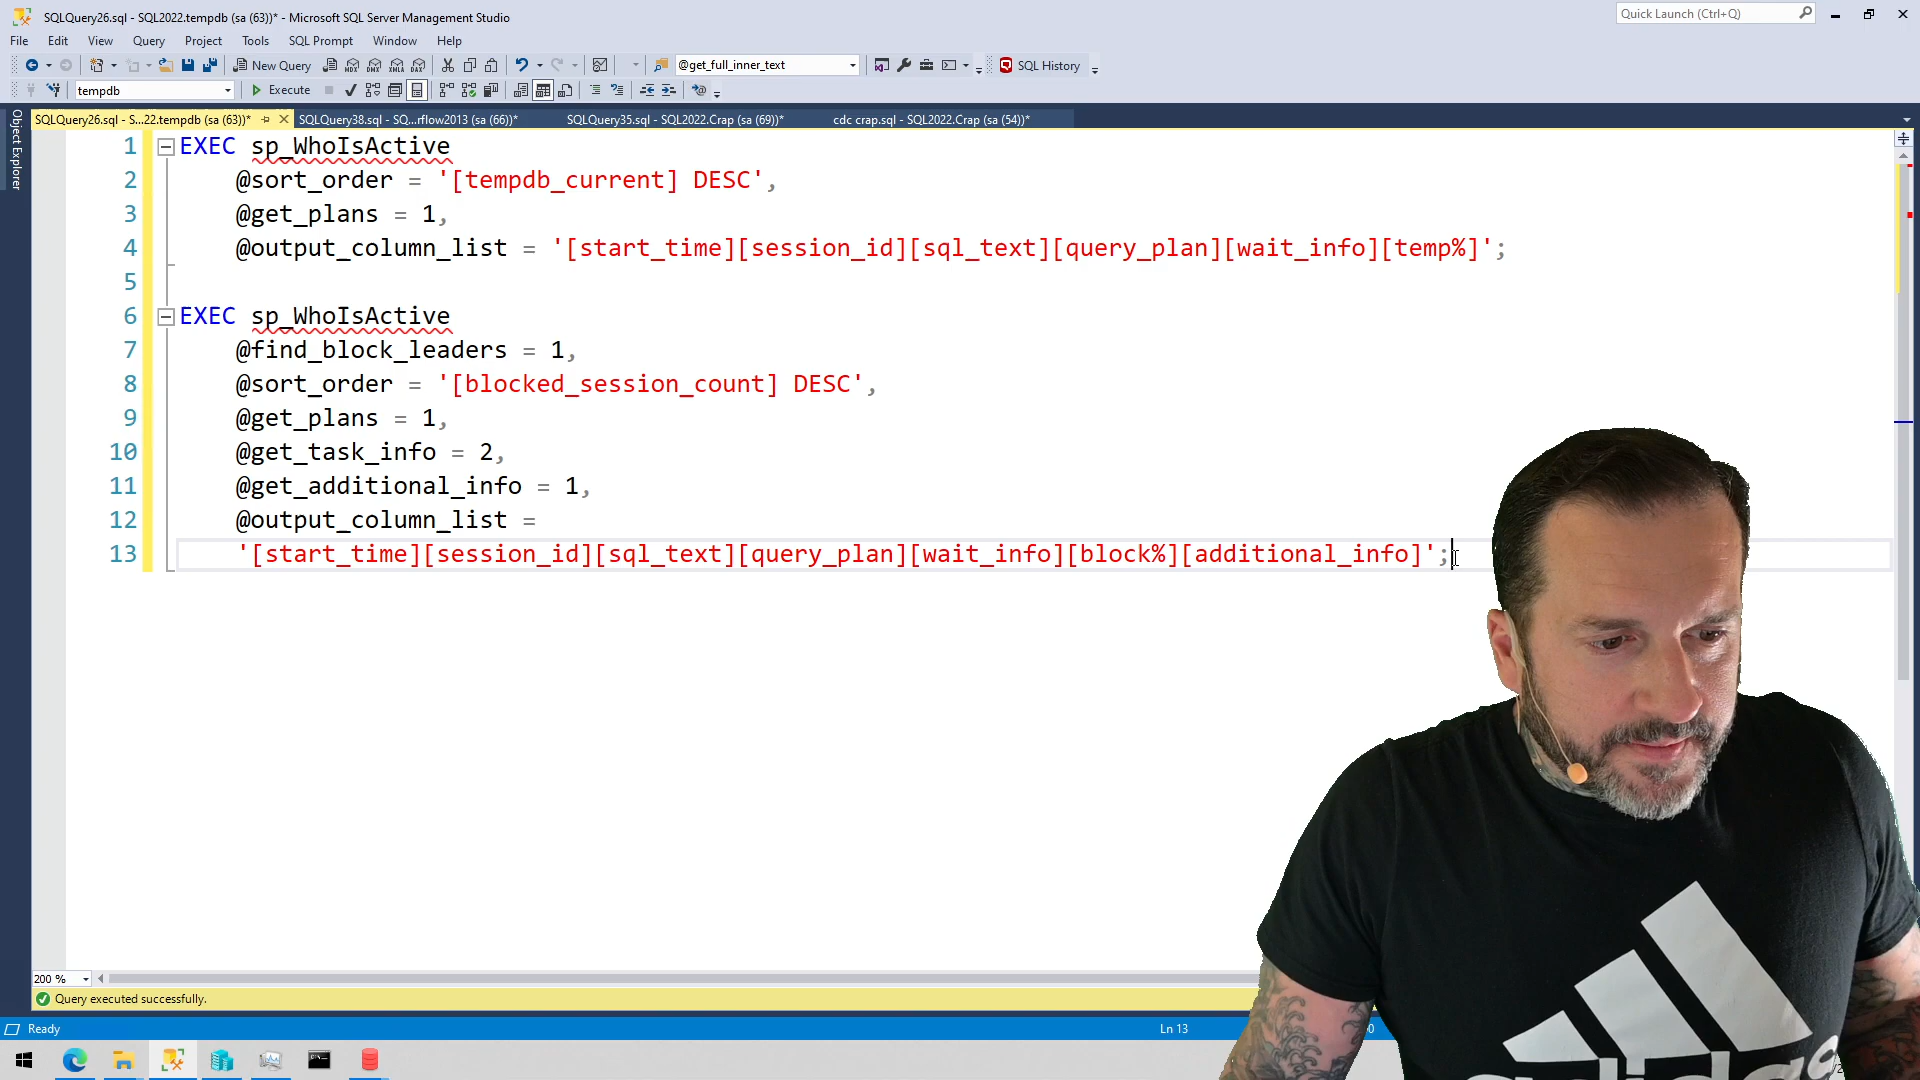 SQLQuery26.sql - SQL2022.tempdb (sa (63))* - Microsoft SQL Server Management Studio
Quick Launch (Ctrl+Q)
File Edit View Query Project Tools SQL Prompt Window Help
New Query @get_full_inner_text SQL History
tempdb Execute
SQLQuery26.sql - S...22.tempdb (sa (63))* SQLQuery38.sql - SQ...rflow2013 (sa (66))* SQLQuery35.sql - SQL2022.Crap (sa (69))* cdc crap.sql - SQL2022.Crap (sa (54))*
Object Explorer
1 EXEC sp_WhoIsActive
2 @sort_order = '[tempdb_current] DESC',
3 @get_plans = 1,
4 @output_column_list = '[start_time][session_id][sql_text][query_plan][wait_info][temp%]';
5
6 EXEC sp_WhoIsActive
7 @find_block_leaders = 1,
8 @sort_order = '[blocked_session_count] DESC',
9 @get_plans = 1,
10 @get_task_info = 2,
11 @get_additional_info = 1,
12 @output_column_list =
13 '[start_time][session_id][sql_text][query_plan][wait_info][block%][additional_info]';
200 %
Query executed successfully.
Ready Ln 13
adidas